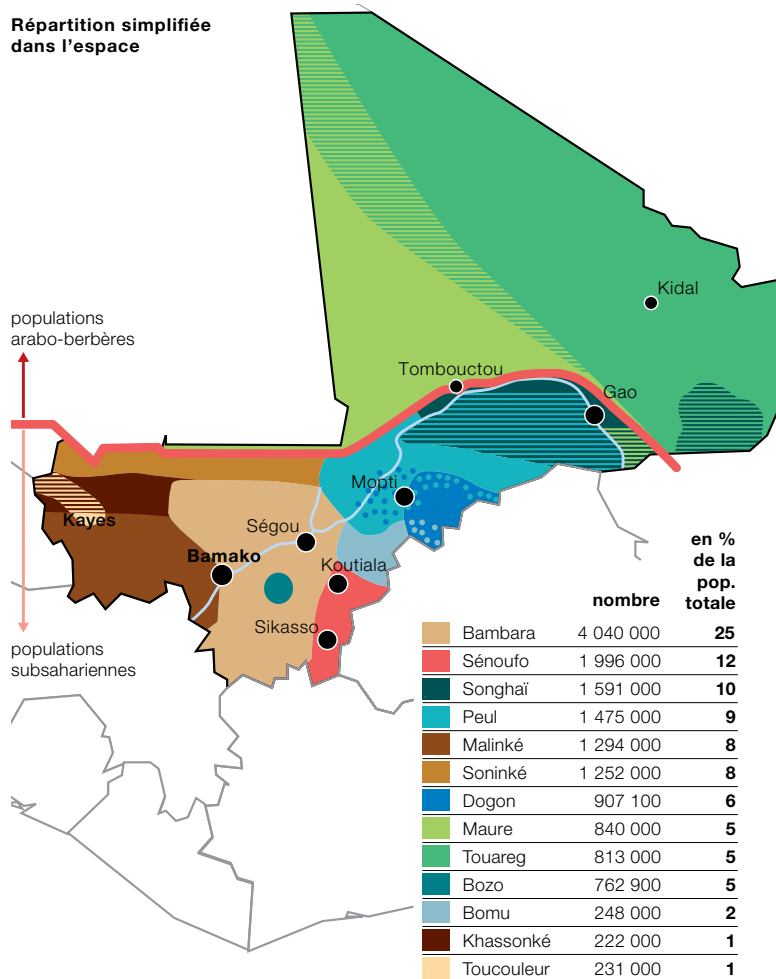 Répartition simplifiée
dans l'espace
Kidal
populations
arabo-berbères
Tombouctou
Gao
Mopti
Kayes
Ségou
Bamako
Koutiala
Sikasso
populations
subsahariennes
en %
de la
pop.
nombre totale
Bambara 4 040 000 25
Sénoufo 1 996 000 12
Songhaï 1 591 000 10
Peul 1 475 000 9
Malinké 1 294 000 8
Soninké 1 252 000 8
Dogon 907 100 6
Maure 840 000 5
Touareg 813 000 5
Bozo 762 900 5
Bomu 248 000 2
Khassonké 222 000 1
Toucouleur 231 000 1